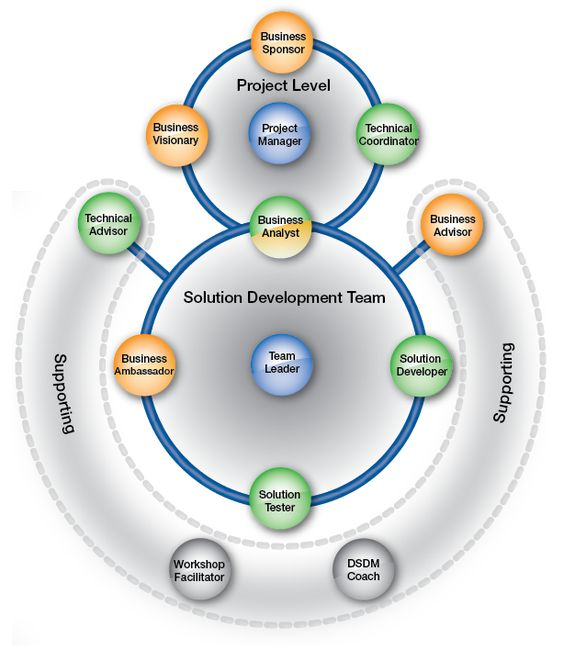 Business
Sponsor
Project Level
Business
Visionary
Project
Manager
Technical
Coordinator
Technical
Advisor
Business
Analyst
Business
Advisor
Solution Development Team
Business
Ambassador
Team
Leader
Solution
Developer
Supporting
Supporting
Solution
Tester
Workshop
Facilitator
DSDM
Coach